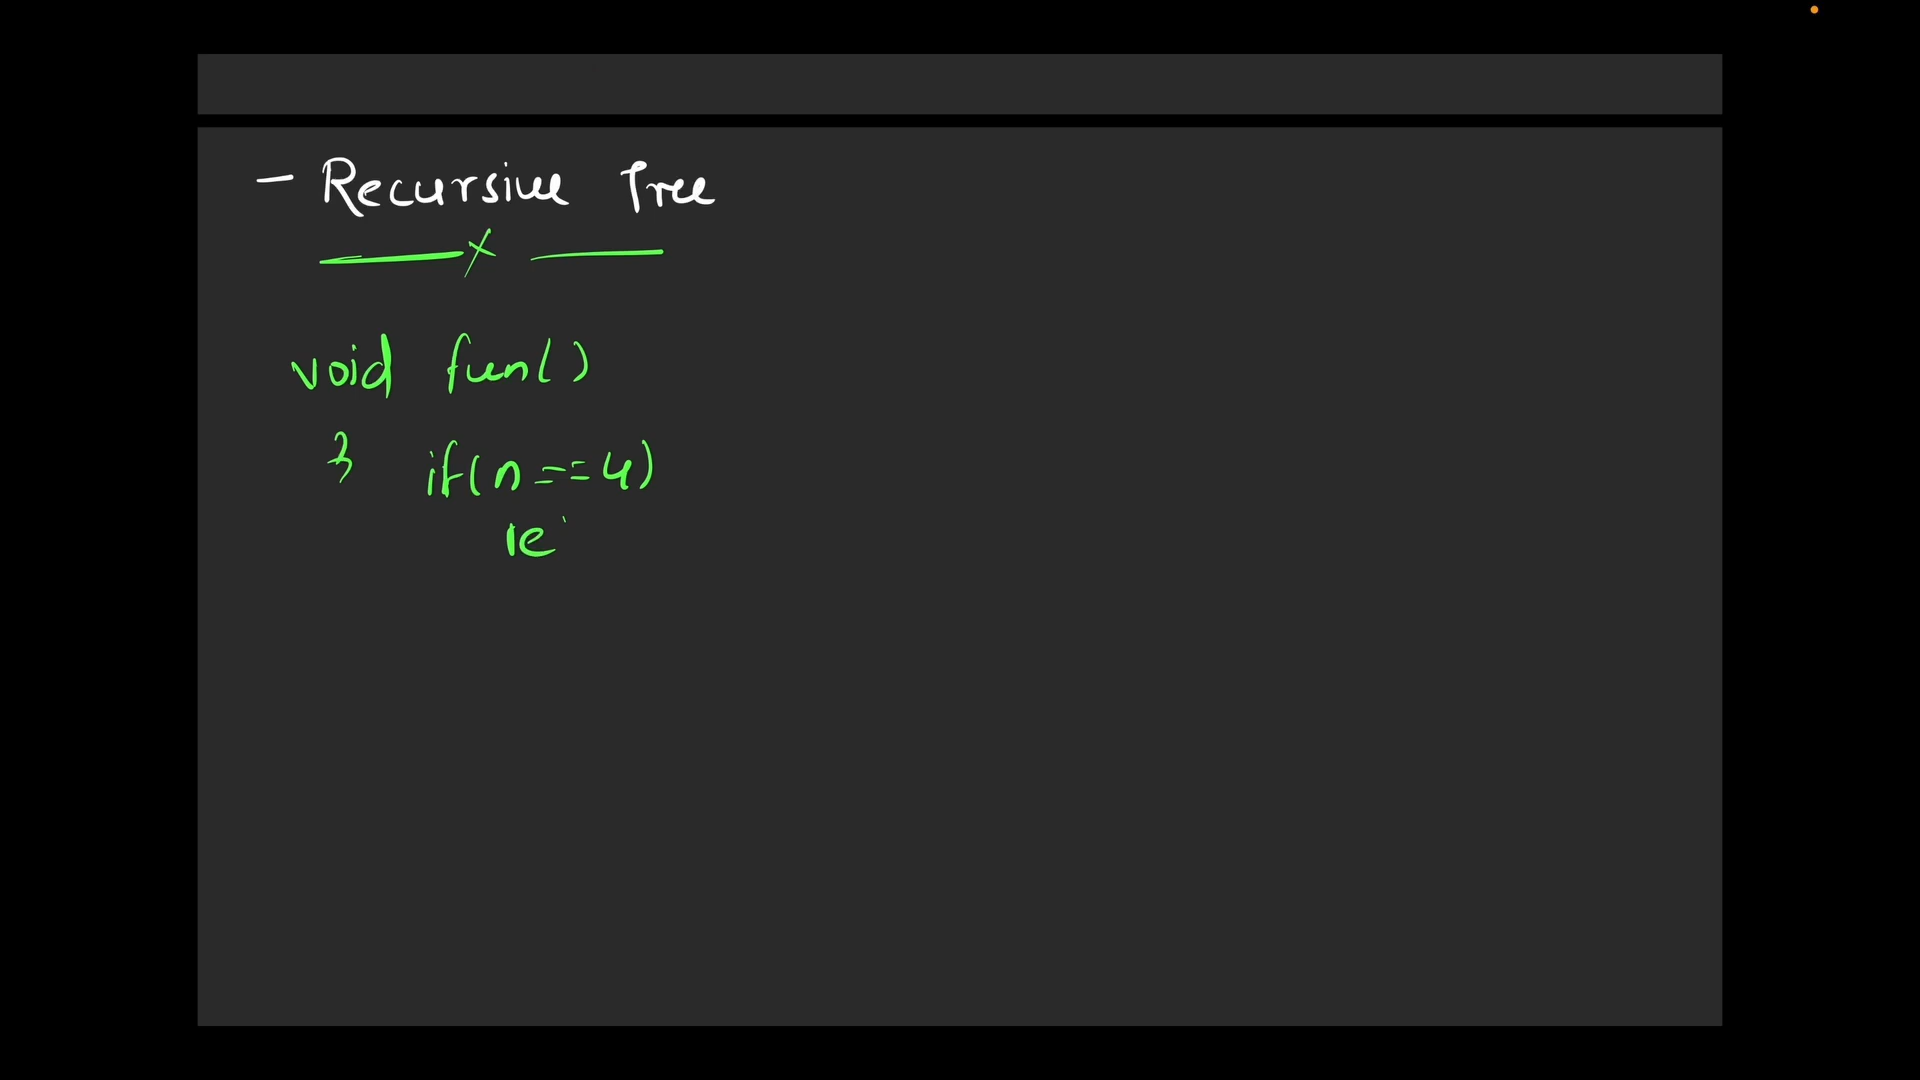 - Recursive Tree
void fun()
{ if(n==4)
re